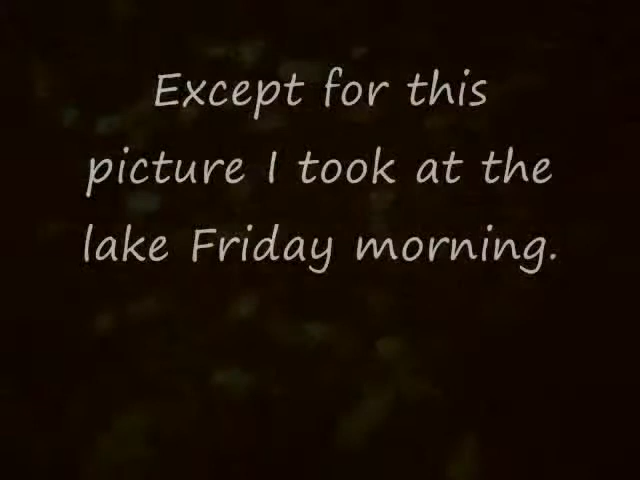 Except for this
picture I took at the
lake Friday morning.